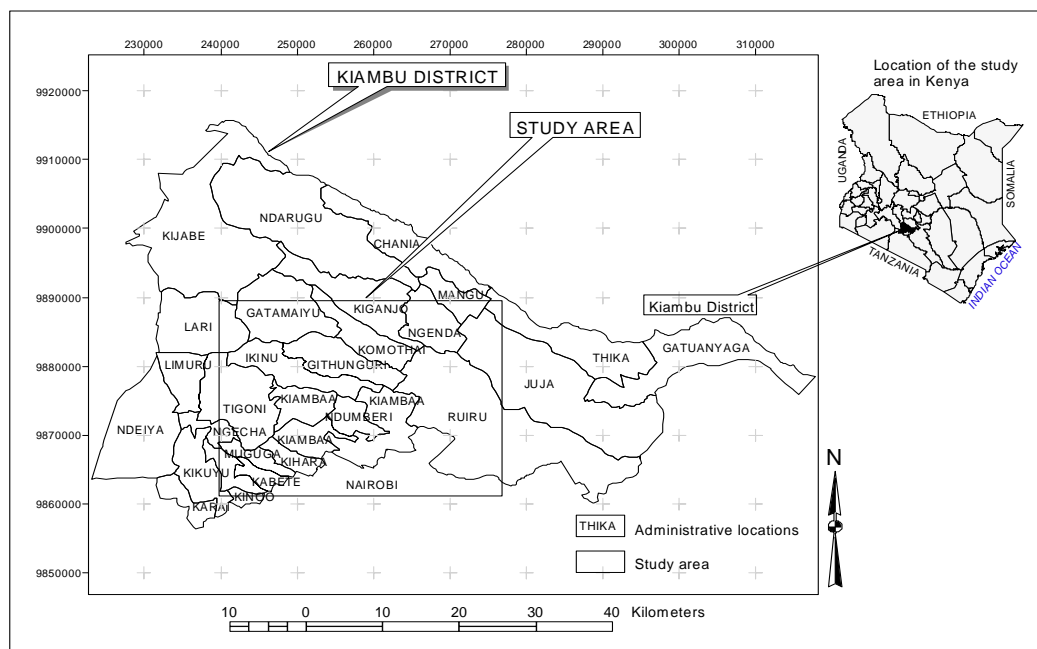 230000 240000 250000 260000 270000 280000 290000 300000 310000
9920000
9910000
9900000
9890000
9880000
9870000
9860000
9850000
KIAMBU DISTRICT
STUDY AREA
NDARUGU
KIJABE
CHANIA
MANGU
KIGANJO
GATAMAIYU
LARI
NGENDA
KOMOTHAI
IKINU
GITHUNGURI
LIMURU
THIKA
GATUANYAGA
JUJA
KIAMBAA
KIAMBAA
TIGONI
NDUMBERI
RUIRU
NDEIYA
NGECHA
KIAMBAA
MUGUGA
KIHARA
KIKUYU
KABETE
NAIROBI
KINOO
KARAI
THIKA Administrative locations
Study area
10 0 10 20 30 40 Kilometers
Location of the study
area in Kenya
ETHIOPIA
UGANDA
SOMALIA
TANZANIA
INDIAN OCEAN
Kiambu District
N